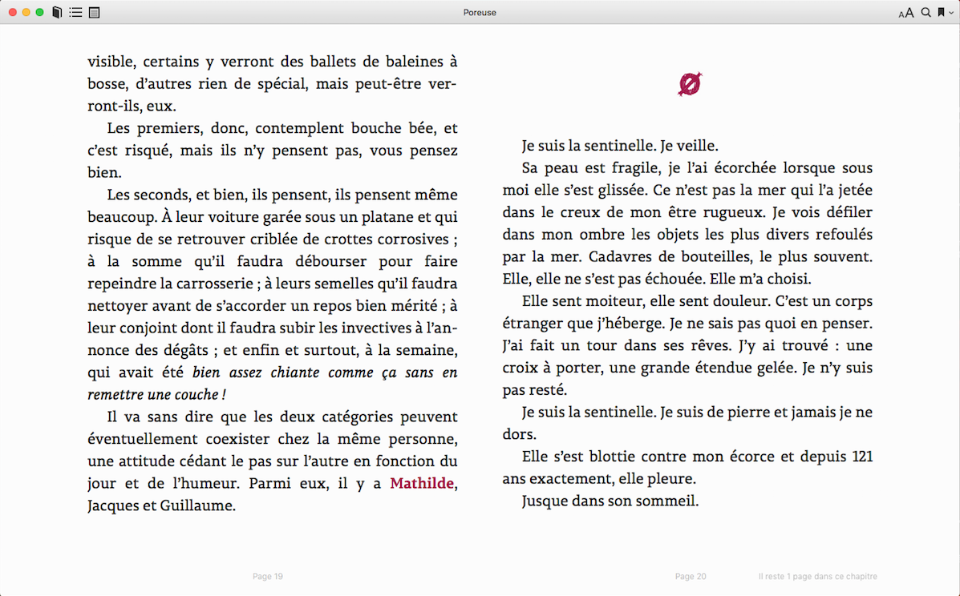 Poreuse
AA
visible, certains y verront des ballets de baleines à
bosse, d’autres rien de spécial, mais peut-être ver-
ront-ils, eux.
Les premiers, donc, contemplent bouche bée, et
c’est risqué, mais ils n’y pensent pas, vous pensez
bien.
Les seconds, et bien, ils pensent, ils pensent même
beaucoup. À leur voiture garée sous un platane et qui
risque de se retrouver criblée de crottes corrosives ;
à la somme qu’il faudra débourser pour faire
repeindre la carrosserie ; à leurs semelles qu’il faudra
nettoyer avant de s’accorder un repos bien mérité ; à
leur conjoint dont il faudra subir les invectives à l’an-
nonce des dégâts ; et enfin et surtout, à la semaine,
qui avait été bien assez chiante comme ça sans en
remettre une couche !
Il va sans dire que les deux catégories peuvent
éventuellement coexister chez la même personne,
une attitude cédant le pas sur l’autre en fonction du
jour et de l’humeur. Parmi eux, il y a Mathilde,
Jacques et Guillaume.
Page 19
Je suis la sentinelle. Je veille.
Sa peau est fragile, je l’ai écorchée lorsque sous
moi elle s’est glissée. Ce n’est pas la mer qui l’a jetée
dans le creux de mon être rugueux. Je vois défiler
dans mon ombre les objets les plus divers refoulés
par la mer. Cadavres de bouteilles, le plus souvent.
Elle, elle ne s’est pas échouée. Elle m’a choisi.
Elle sent moiteur, elle sent douleur. C’est un corps
étranger que j’héberge. Je ne sais pas quoi en penser.
J’ai fait un tour dans ses rêves. J’y ai trouvé : une
croix à porter, une grande étendue gelée. Je n’y suis
pas resté.
Je suis la sentinelle. Je suis de pierre et jamais je ne
dors.
Elle s’est blottie contre mon écorce et depuis 121
ans exactement, elle pleure.
Jusque dans son sommeil.
Page 20
Il reste 1 page dans ce chapitre